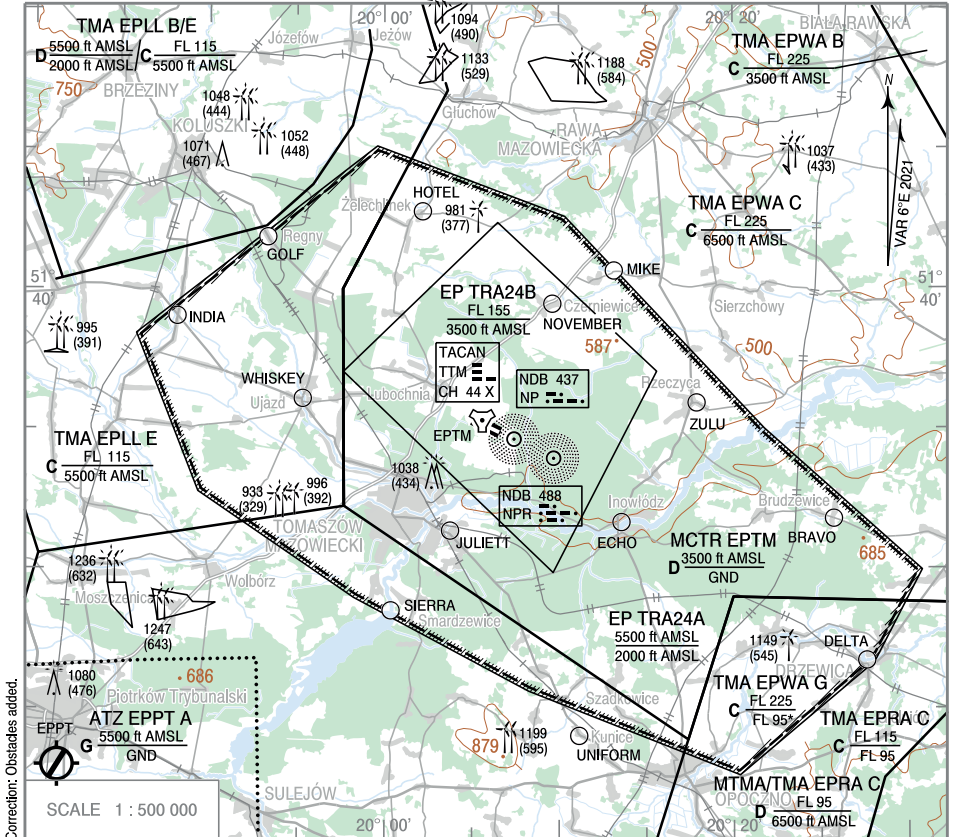 TMA EPLL B/E
D 5500 ft AMSL 2000 ft AMSL C FL 115 5500 ft AMSL
750
BRZEZINY
Józefów
20° 00'
Jeżów
1094
(490)
1133
(529)
1188
(584)
500
20° 20'
BIAŁA RAWSKA
TMA EPWA B
C FL 225
3500 ft AMSL
N
VAR 6°E 2021
1048
(444)
KOLUSZKI
1071
(467)
1052
(448)
Głuchów
RAWA
MAZOWIECKA
1037
(433)
HOTEL
Żelechlinek
981
(377)
Regny
GOLF
TMA EPWA C
C FL 225
6500 ft AMSL
51°
40'
MIKE
51°
40'
EP TRA24B
FL 155
3500 ft AMSL
Czerniewice
NOVEMBER
Sierzchowy
INDIA
995
(391)
587
500
TACAN
TTM
CH 44 X
NDB 437
NP
WHISKEY
Ujazd
Lubochnia
Rzeczyca
ZULU
EPTM
TMA EPLL E
C FL 115
5500 ft AMSL
1038
(434)
933
(329)
996
(392)
NDB 488
NPR
Inowłódz
Brudzewice
TOMASZÓW
MAZOWIECKI
JULIETT
ECHO
MCTR EPTM
D 3500 ft AMSL
GND
BRAVO
685
1236
(632)
Moszczenica
Wolbórz
1247
(643)
SIERRA
Smardzewice
EP TRA24A
5500 ft AMSL
2000 ft AMSL
1149
(545)
DELTA
DRZEWICA
1080
(476)
686
Piotrków Trybunalski
TMA EPWA G
C FL 225
FL 95*
Szadkowice
EPPT
ATZ EPPT A
G 5500 ft AMSL
GND
879
1199
(595)
Kunice
UNIFORM
TMA EPRA C
C FL 115
FL 95
MTMA/TMA EPRA C
D FL 95
6500 ft AMSL
OPOCZNO
SCALE 1 : 500 000
SULEJÓW
20° 00'
20° 20'
Correction: Obstacles added.